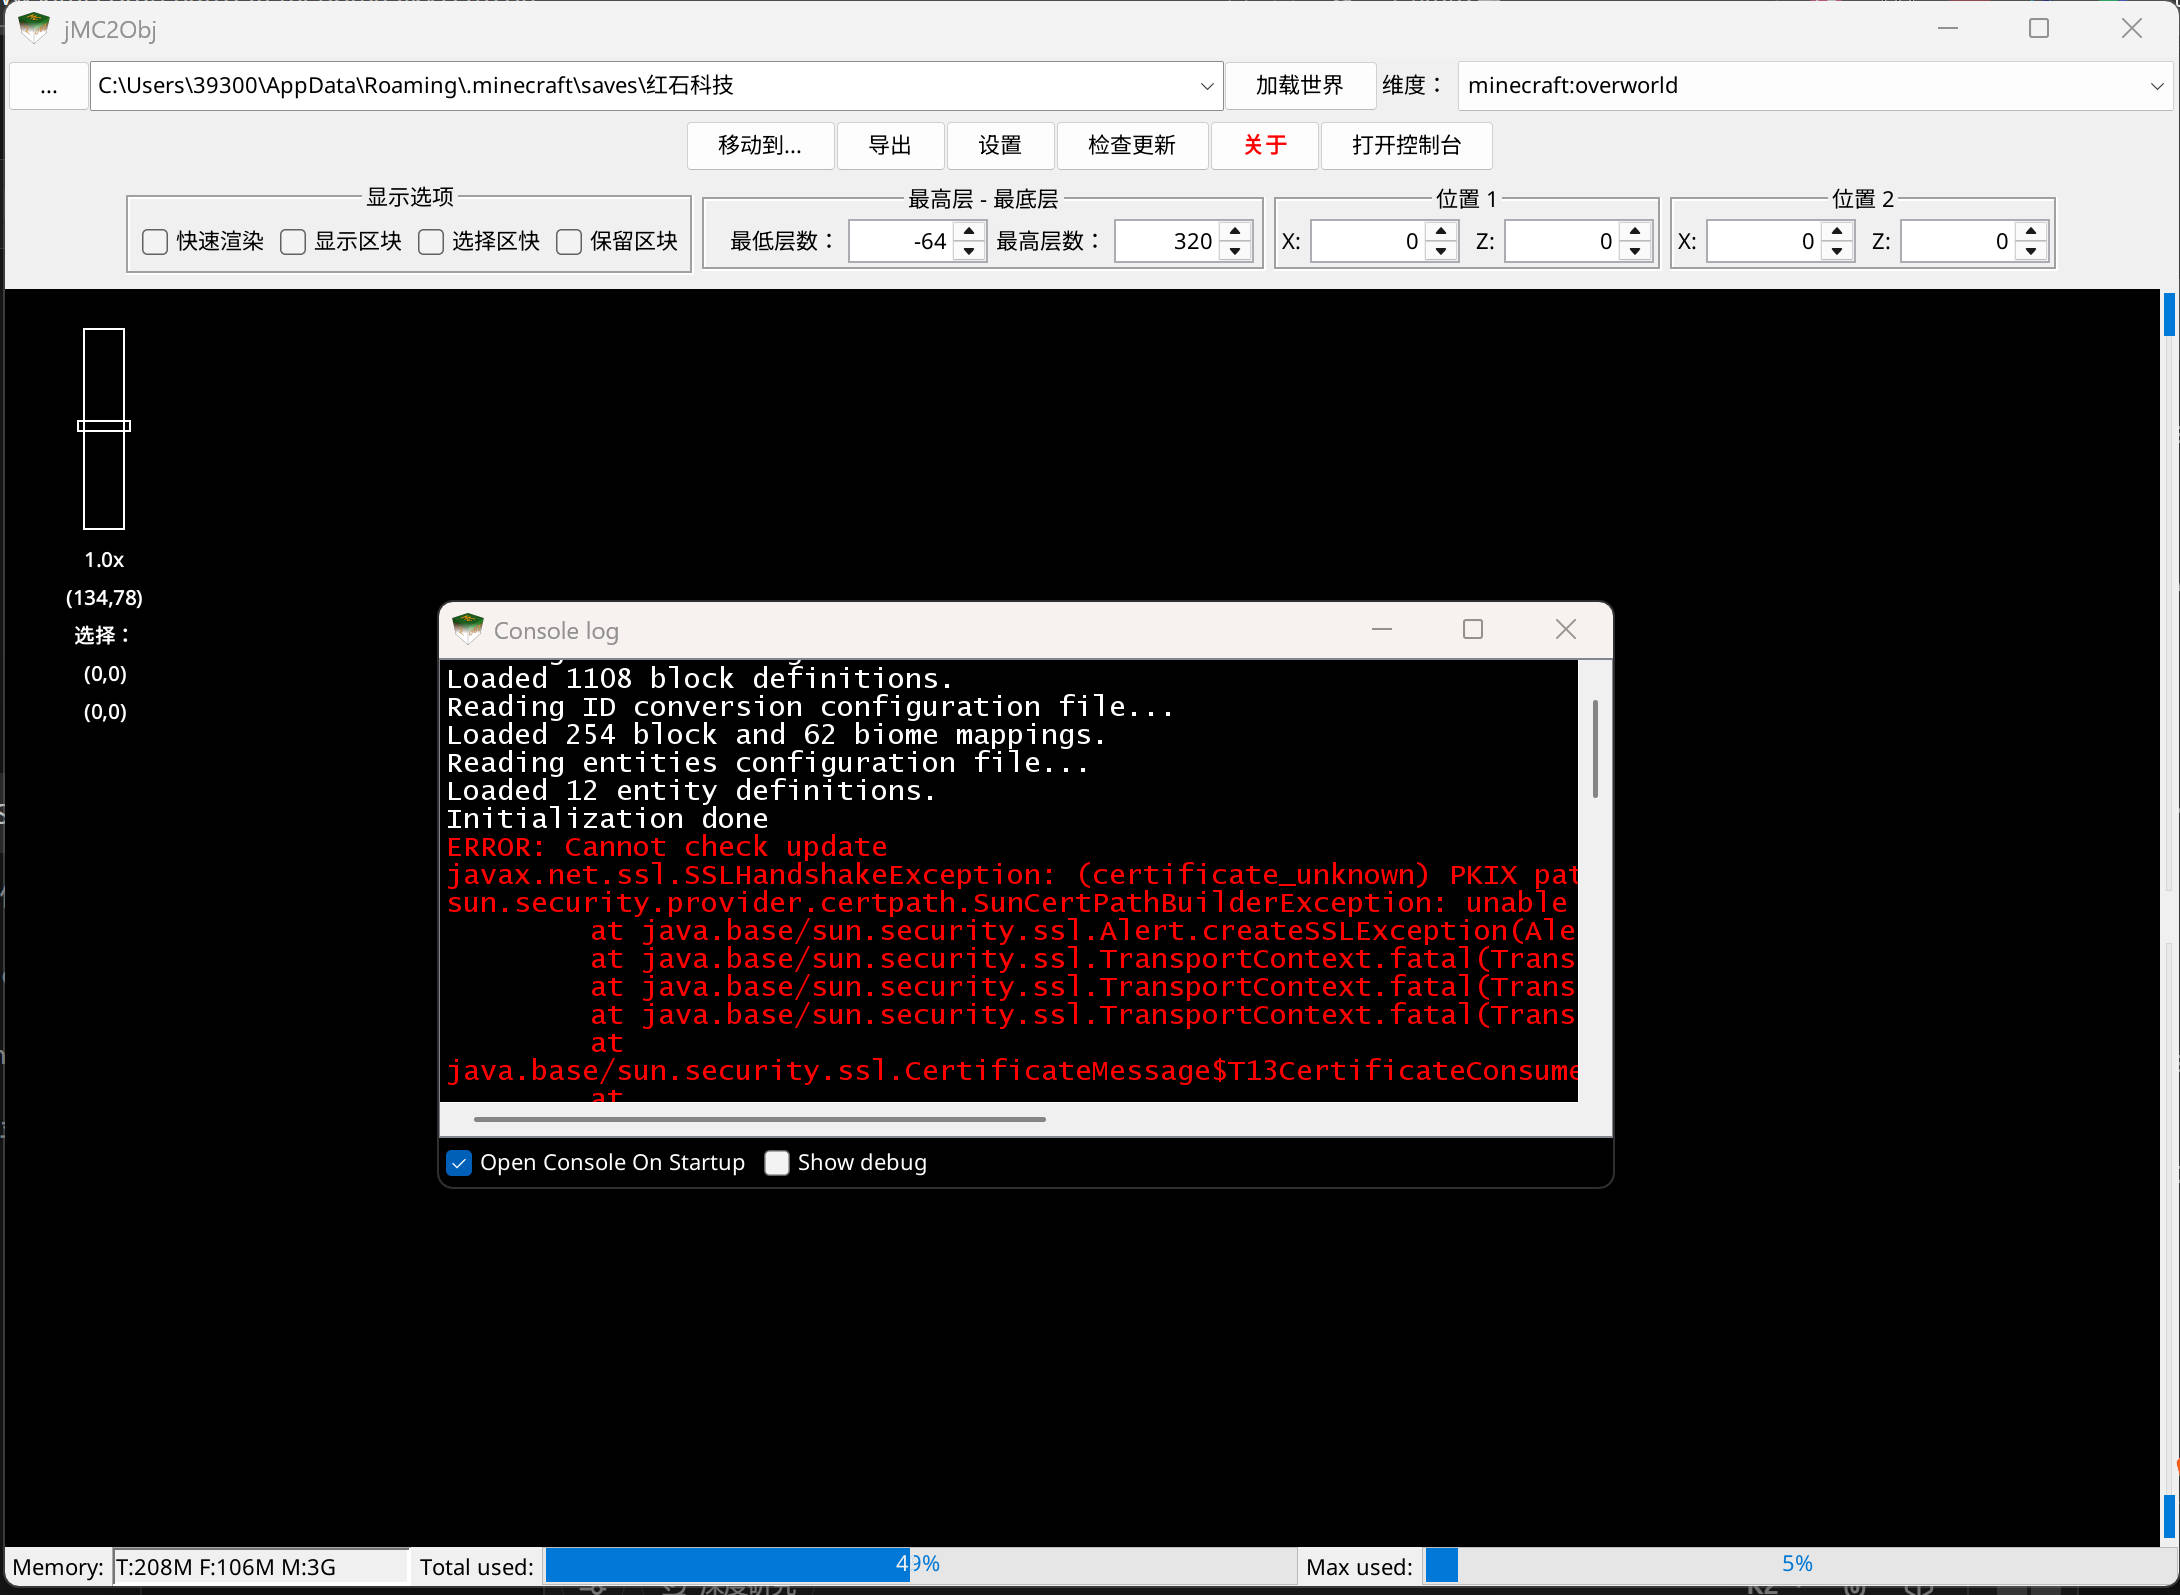 jMC2Obj
...
C:\Users\39300\AppData\Roaming\.minecraft\saves\红石科技
加载世界
维度：
minecraft:overworld
移动到... 导出 设置 检查更新 关于 打开控制台
显示选项
快速渲染 显示区块 选择区快 保留区块
最高层 - 最底层
最低层数： -64 最高层数： 320
位置 1
X: 0 Z: 0
位置 2
X: 0 Z: 0
1.0x
(134,78)
选择：
(0,0)
(0,0)
Console log
Loaded 1108 block definitions.
Reading ID conversion configuration file...
Loaded 254 block and 62 biome mappings.
Reading entities configuration file...
Loaded 12 entity definitions.
Initialization done
ERROR: Cannot check update
javax.net.ssl.SSLHandshakeException: (certificate_unknown) PKIX pat
sun.security.provider.certpath.SunCertPathBuilderException: unable
at java.base/sun.security.ssl.Alert.createSSLException(Ale
at java.base/sun.security.ssl.TransportContext.fatal(Trans
at java.base/sun.security.ssl.TransportContext.fatal(Trans
at java.base/sun.security.ssl.TransportContext.fatal(Trans
at
java.base/sun.security.ssl.CertificateMessage$T13CertificateConsume
at
Open Console On Startup Show debug
Memory: T:208M F:106M M:3G Total used: 49% Max used: 5%